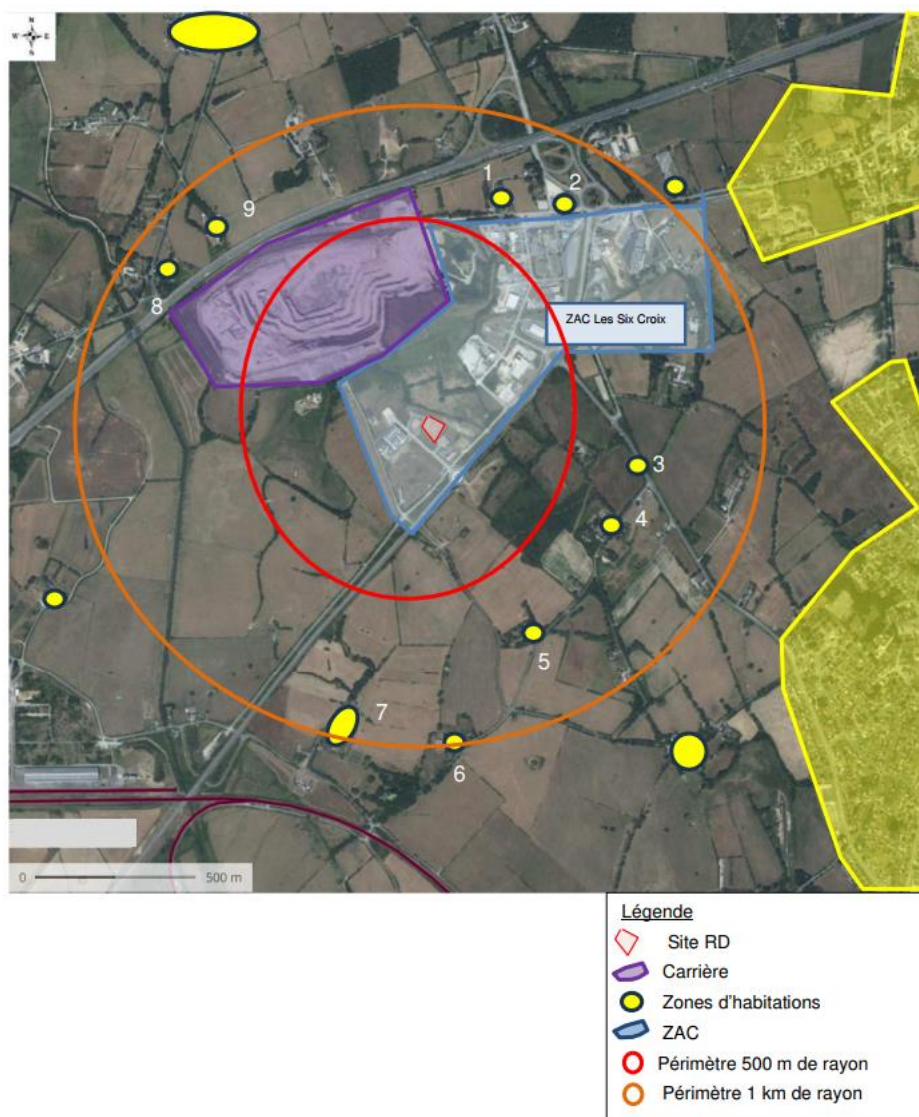 N
W E
S
1
2
9
8
ZAC Les Six Croix
3
4
5
7
6
0 500 m
Légende
Site RD
Carrière
Zones d'habitations
ZAC
Périmètre 500 m de rayon
Périmètre 1 km de rayon